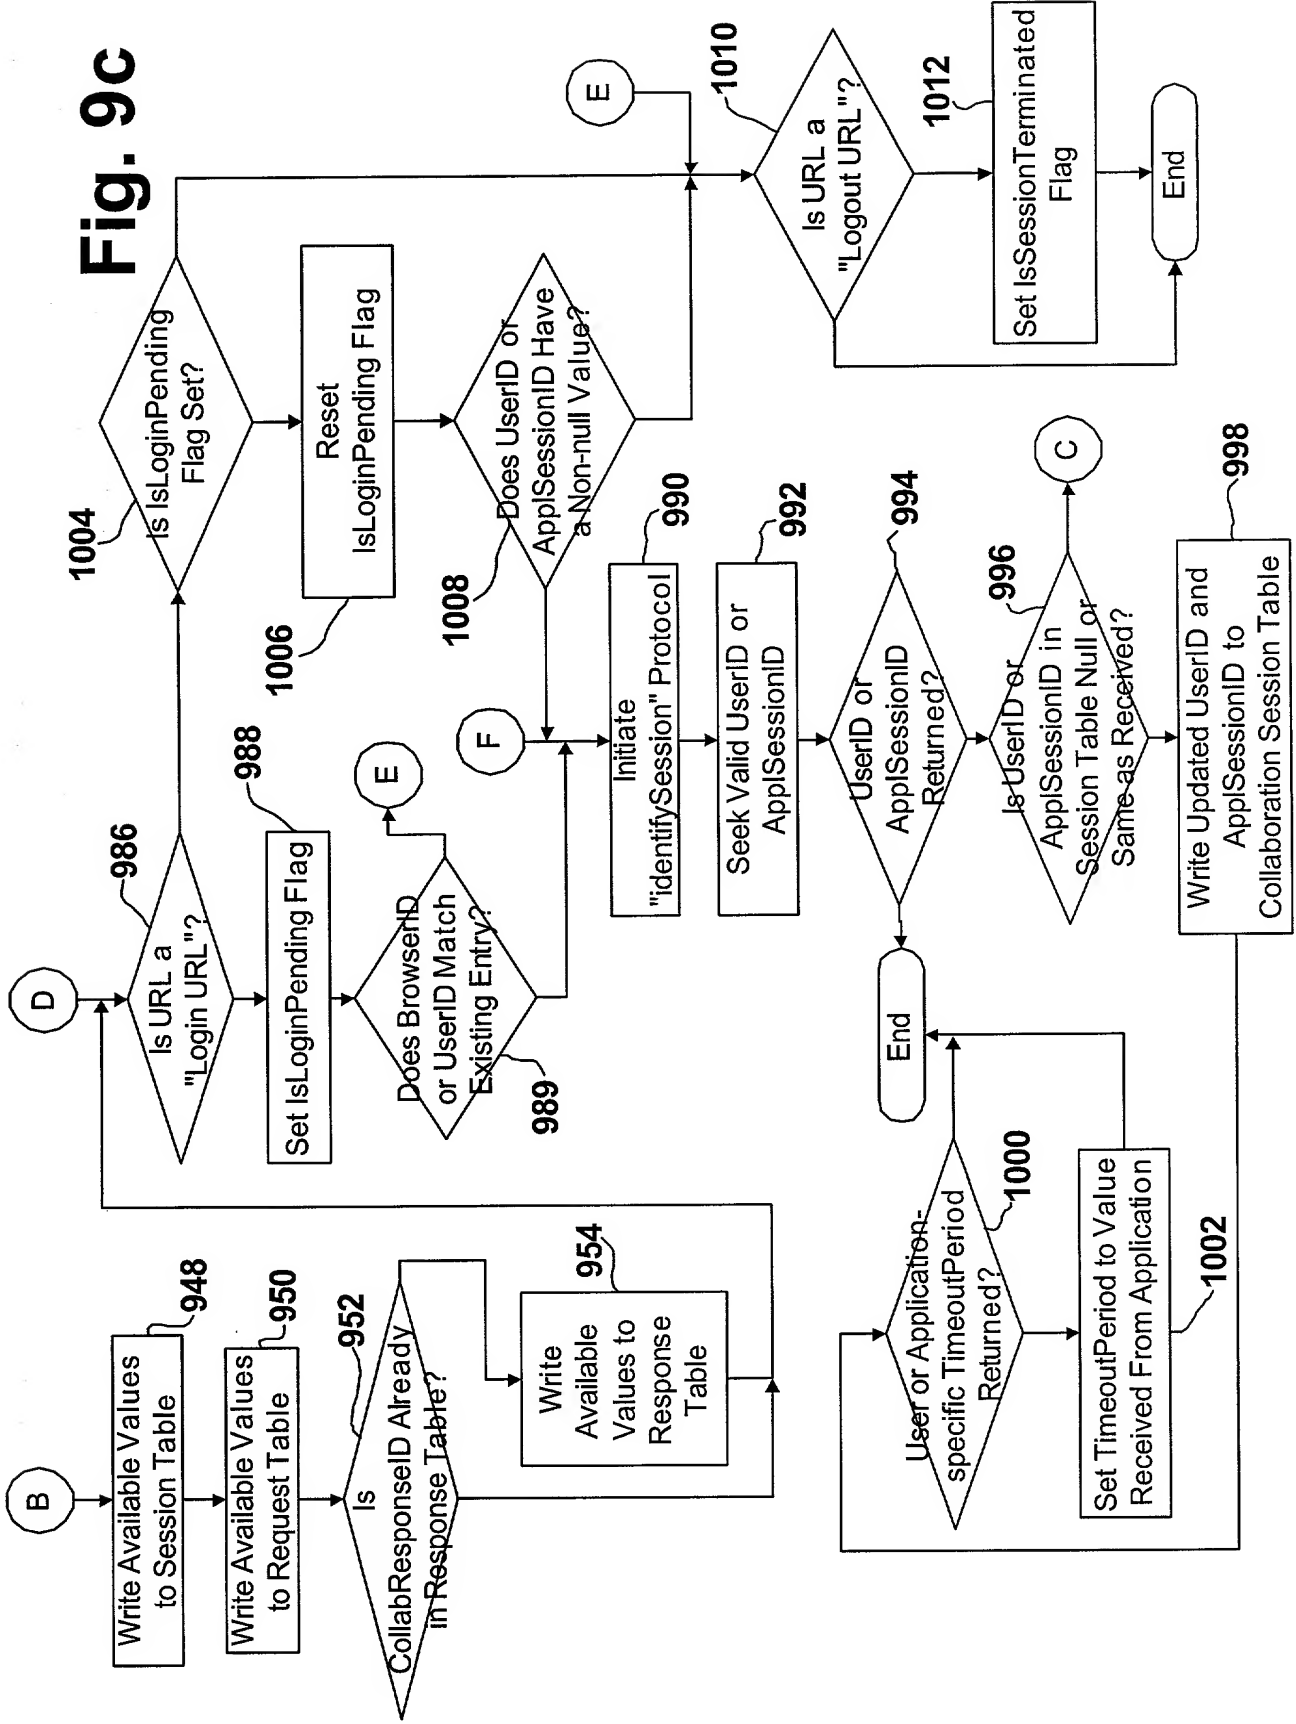 Fig. 9c
B
Write Available Values
to Session Table
948
Write Available Values
to Request Table
950
Is
CollabResponseID Already
in Response Table?
952
Write
Available
Values to
Response
Table
954
D
Is URL a
"Login URL"?
986
Set IsLoginPending Flag
988
Does BrowserID
or UserID Match
Existing Entry?
989
E
Is IsLoginPending
Flag Set?
1004
Reset
IsLoginPending Flag
1006
Does UserID or
ApplSessionID Have
a Non-null Value?
1008
F
Initiate
"identifySession" Protocol
990
Seek Valid UserID or
ApplSessionID
992
UserID or
ApplSessionID
Returned?
994
End
Is UserID or
ApplSessionID in
Session Table Null or
Same as Received?
996
C
Write Updated UserID and
ApplSessionID to
Collaboration Session Table
998
User or Application-
specific TimeoutPeriod
Returned?
1000
Set TimeoutPeriod to Value
Received From Application
1002
E
Is URL a
"Logout URL"?
1010
Set IsSessionTerminated
Flag
1012
End